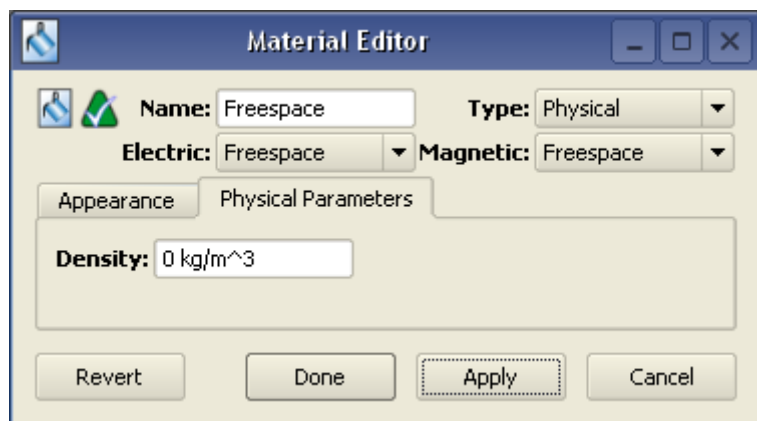 Material Editor
Name: Freespace Type: Physical
Electric: Freespace Magnetic: Freespace
Appearance Physical Parameters
Density: 0 kg/m^3
Revert Done Apply Cancel